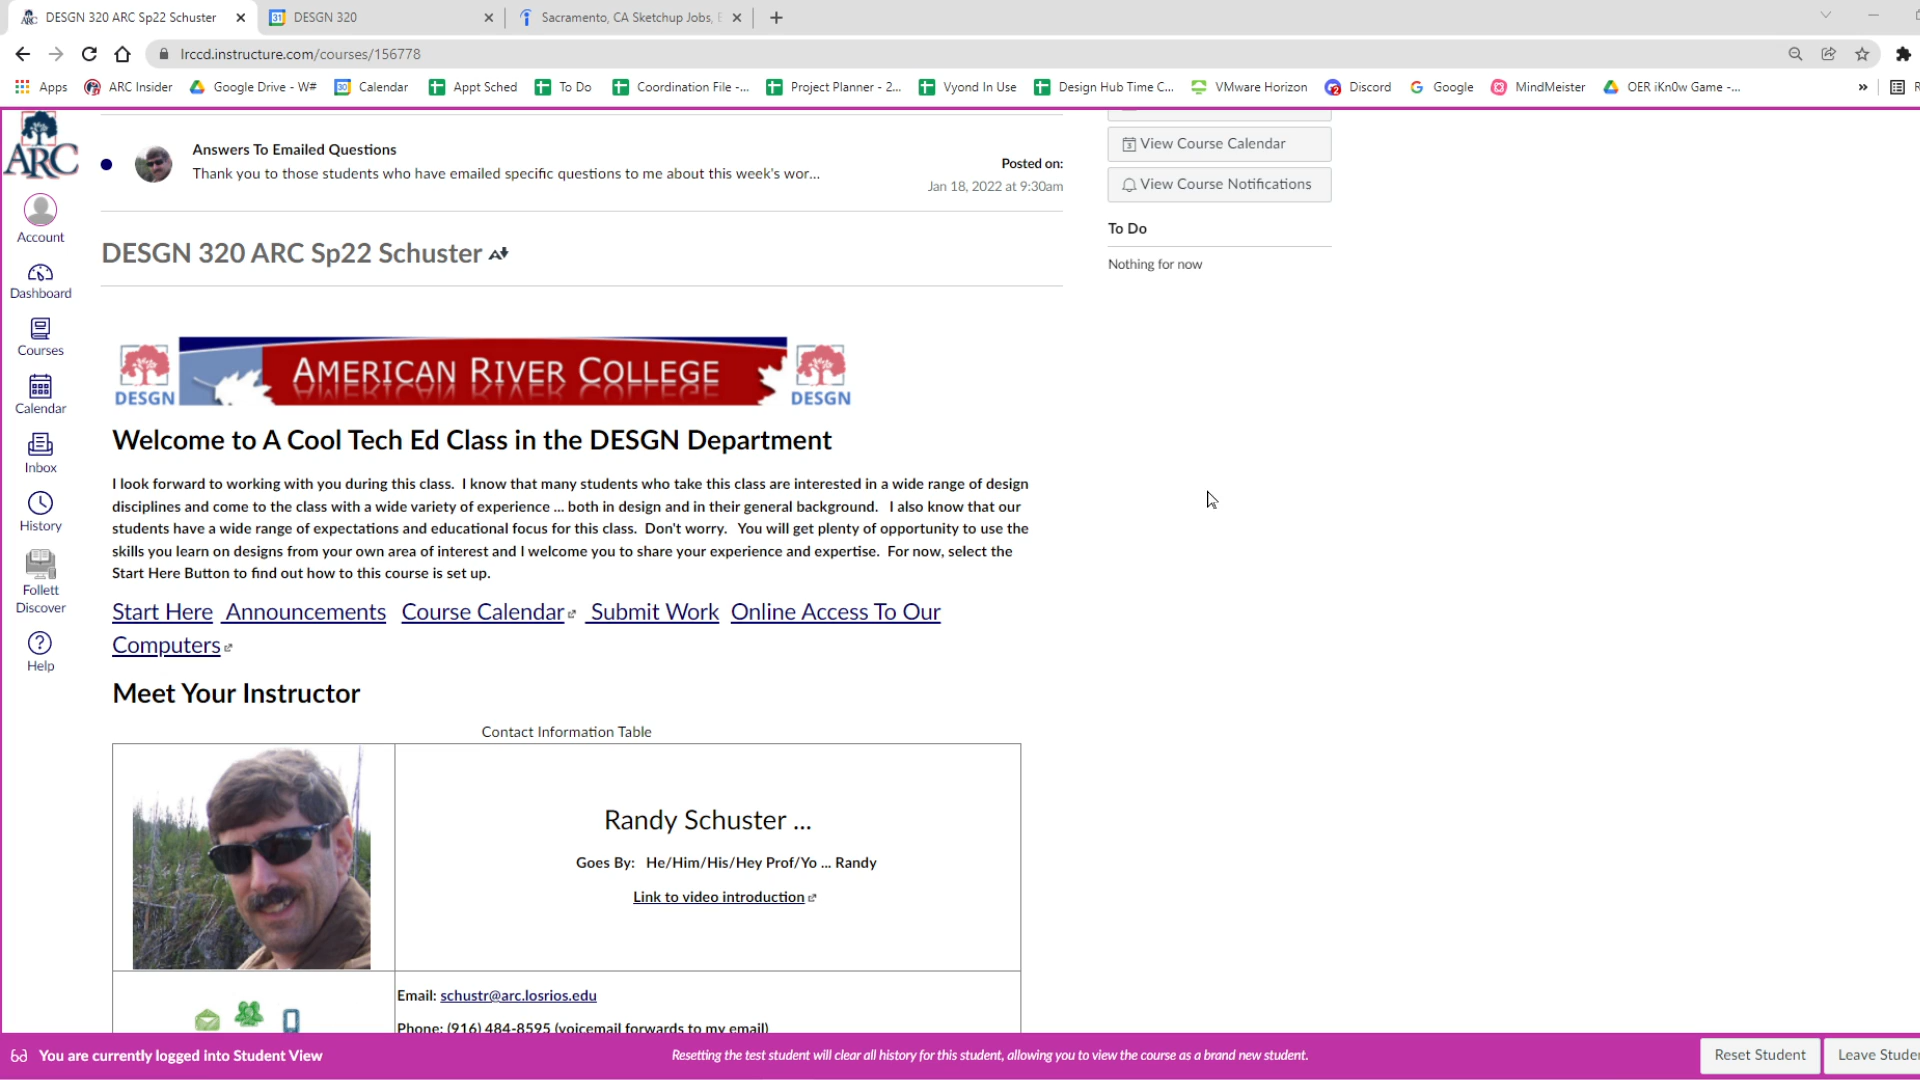 DESGN 320 ARC Sp22 Schuster
DESGN 320
Sacramento, CA Sketchup Jobs, E
lrccd.instructure.com/courses/156778
Apps
ARC Insider
Google Drive - W#
Calendar
Appt Sched
To Do
Coordination File -...
Project Planner - 2...
Vyond In Use
Design Hub Time C...
VMware Horizon
Discord
Google
MindMeister
OER iKn0w Game -...
»
ARC
Account
Dashboard
Courses
Calendar
Inbox
History
Follett
Discover
Help
Answers To Emailed Questions
Thank you to those students who have emailed specific questions to me about this week's wor...
Posted on:
Jan 18, 2022 at 9:30am
View Course Calendar
View Course Notifications
To Do
Nothing for now
DESGN 320 ARC Sp22 Schuster
DESGN AMERICAN RIVER COLLEGE DESGN
Welcome to A Cool Tech Ed Class in the DESGN Department
I look forward to working with you during this class. I know that many students who take this class are interested in a wide range of design
disciplines and come to the class with a wide variety of experience ... both in design and in their general background. I also know that our
students have a wide range of expectations and educational focus for this class. Don't worry. You will get plenty of opportunity to use the
skills you learn on designs from your own area of interest and I welcome you to share your experience and expertise. For now, select the
Start Here Button to find out how to this course is set up.
Start Here Announcements Course Calendar Submit Work Online Access To Our
Computers
Meet Your Instructor
Contact Information Table
Randy Schuster ...
Goes By: He/Him/His/Hey Prof/Yo ... Randy
Link to video introduction
Email: schustr@arc.losrios.edu
Phone: (916) 484-8595 (voicemail forwards to my email)
You are currently logged into Student View
Resetting the test student will clear all history for this student, allowing you to view the course as a brand new student.
Reset Student
Leave Stude